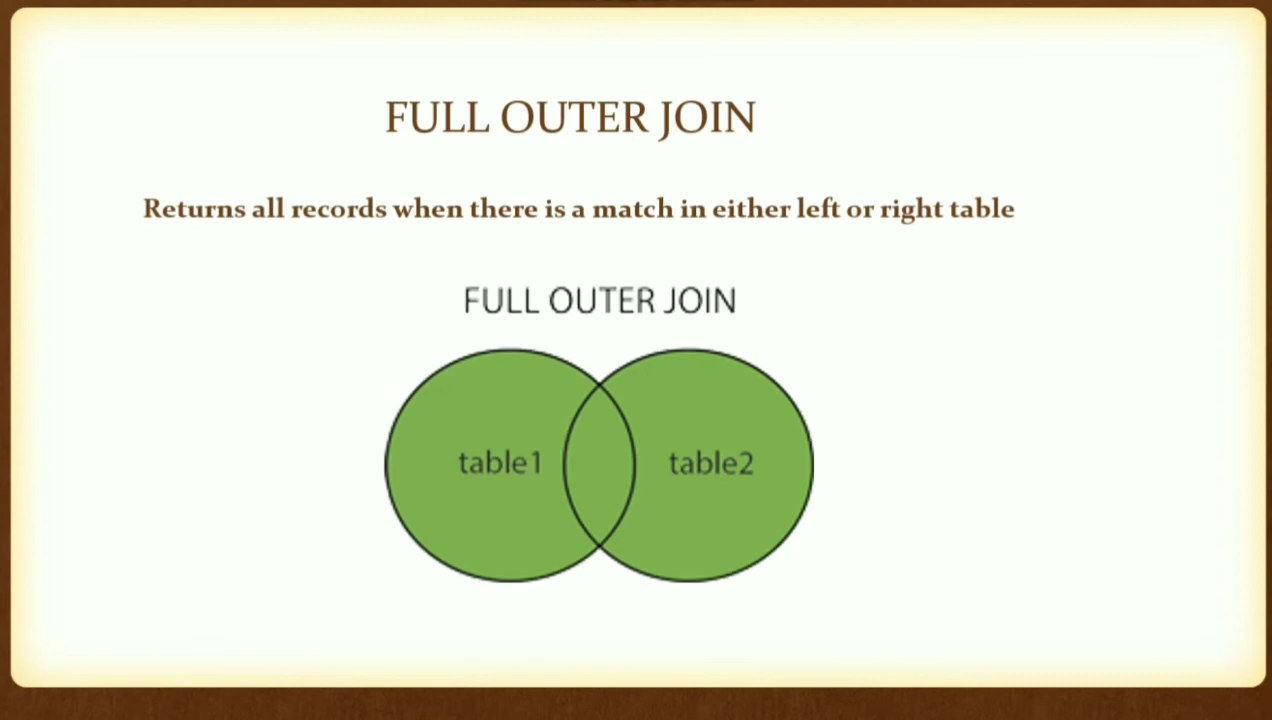 FULL OUTER JOIN
Returns all records when there is a match in either left or right table
FULL OUTER JOIN
table1
table2